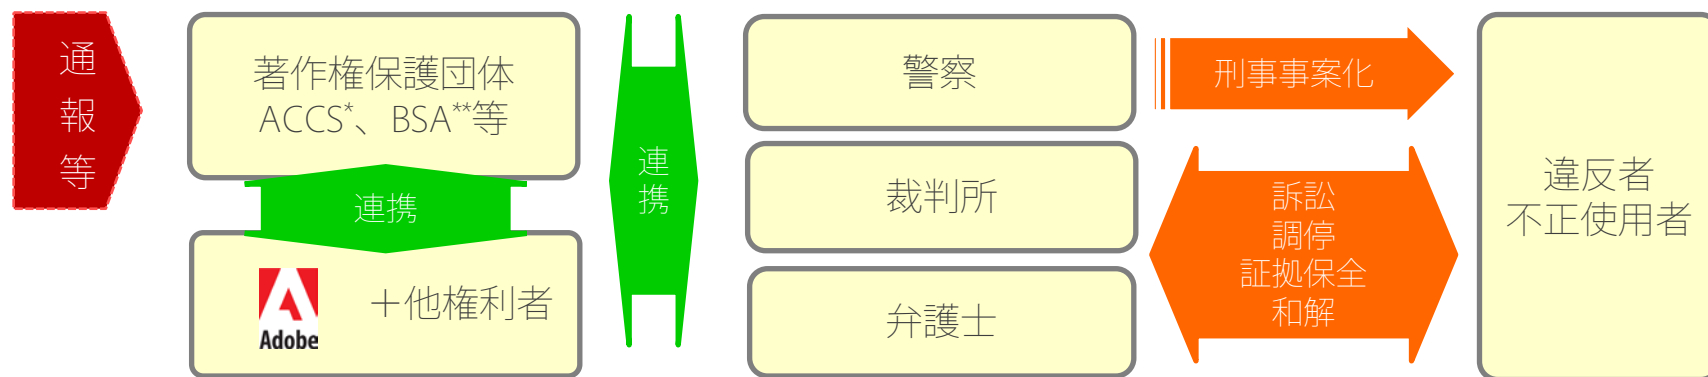 通
報
等
著作権保護団体
ACCS*、BSA**等
連携
Adobe
＋他権利者
連
携
警察
裁判所
弁護士
刑事事案化
訴訟
調停
証拠保全
和解
違反者
不正使用者